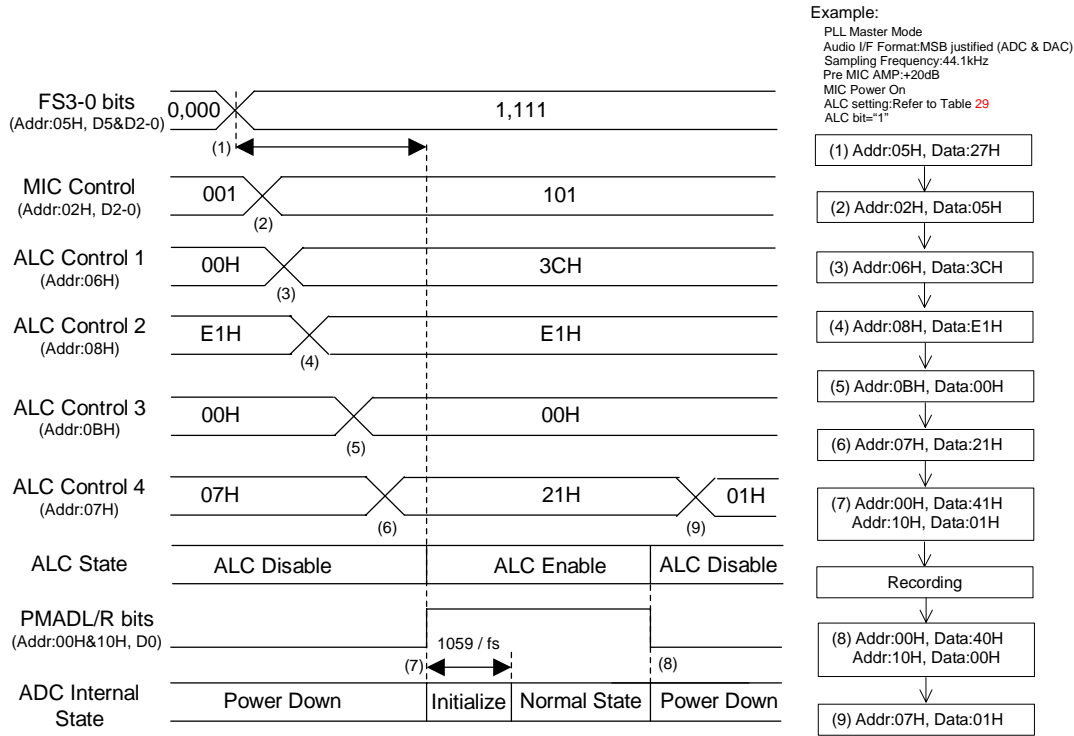 Example:
PLL Master Mode
Audio I/F Format:MSB justified (ADC & DAC)
Sampling Frequency:44.1kHz
Pre MIC AMP:+20dB
MIC Power On
ALC setting:Refer to Table 29
ALC bit=“1”
FS3-0 bits
(Addr:05H, D5&D2-0)
0,000
1,111
(1)
MIC Control
(Addr:02H, D2-0)
001
101
(2)
ALC Control 1
(Addr:06H)
00H
3CH
(3)
ALC Control 2
(Addr:08H)
E1H
E1H
(4)
ALC Control 3
(Addr:0BH)
00H
00H
(5)
ALC Control 4
(Addr:07H)
07H
21H
01H
(6)
(9)
ALC State
ALC Disable
ALC Enable
ALC Disable
PMADL/R bits
(Addr:00H&10H, D0)
1059 / fs
(7)
(8)
ADC Internal
State
Power Down
Initialize
Normal State
Power Down
(1) Addr:05H, Data:27H
(2) Addr:02H, Data:05H
(3) Addr:06H, Data:3CH
(4) Addr:08H, Data:E1H
(5) Addr:0BH, Data:00H
(6) Addr:07H, Data:21H
(7) Addr:00H, Data:41H
Addr:10H, Data:01H
Recording
(8) Addr:00H, Data:40H
Addr:10H, Data:00H
(9) Addr:07H, Data:01H